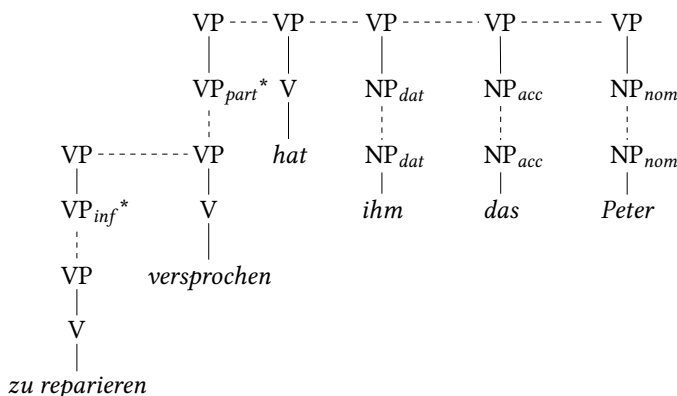 VP VP VP VP VP
VP_part* V NP_dat NP_acc NP_nom
VP VP hat NP_dat NP_acc NP_nom
VP_inf* V ihm das Peter
VP versprochen
V
zu reparieren